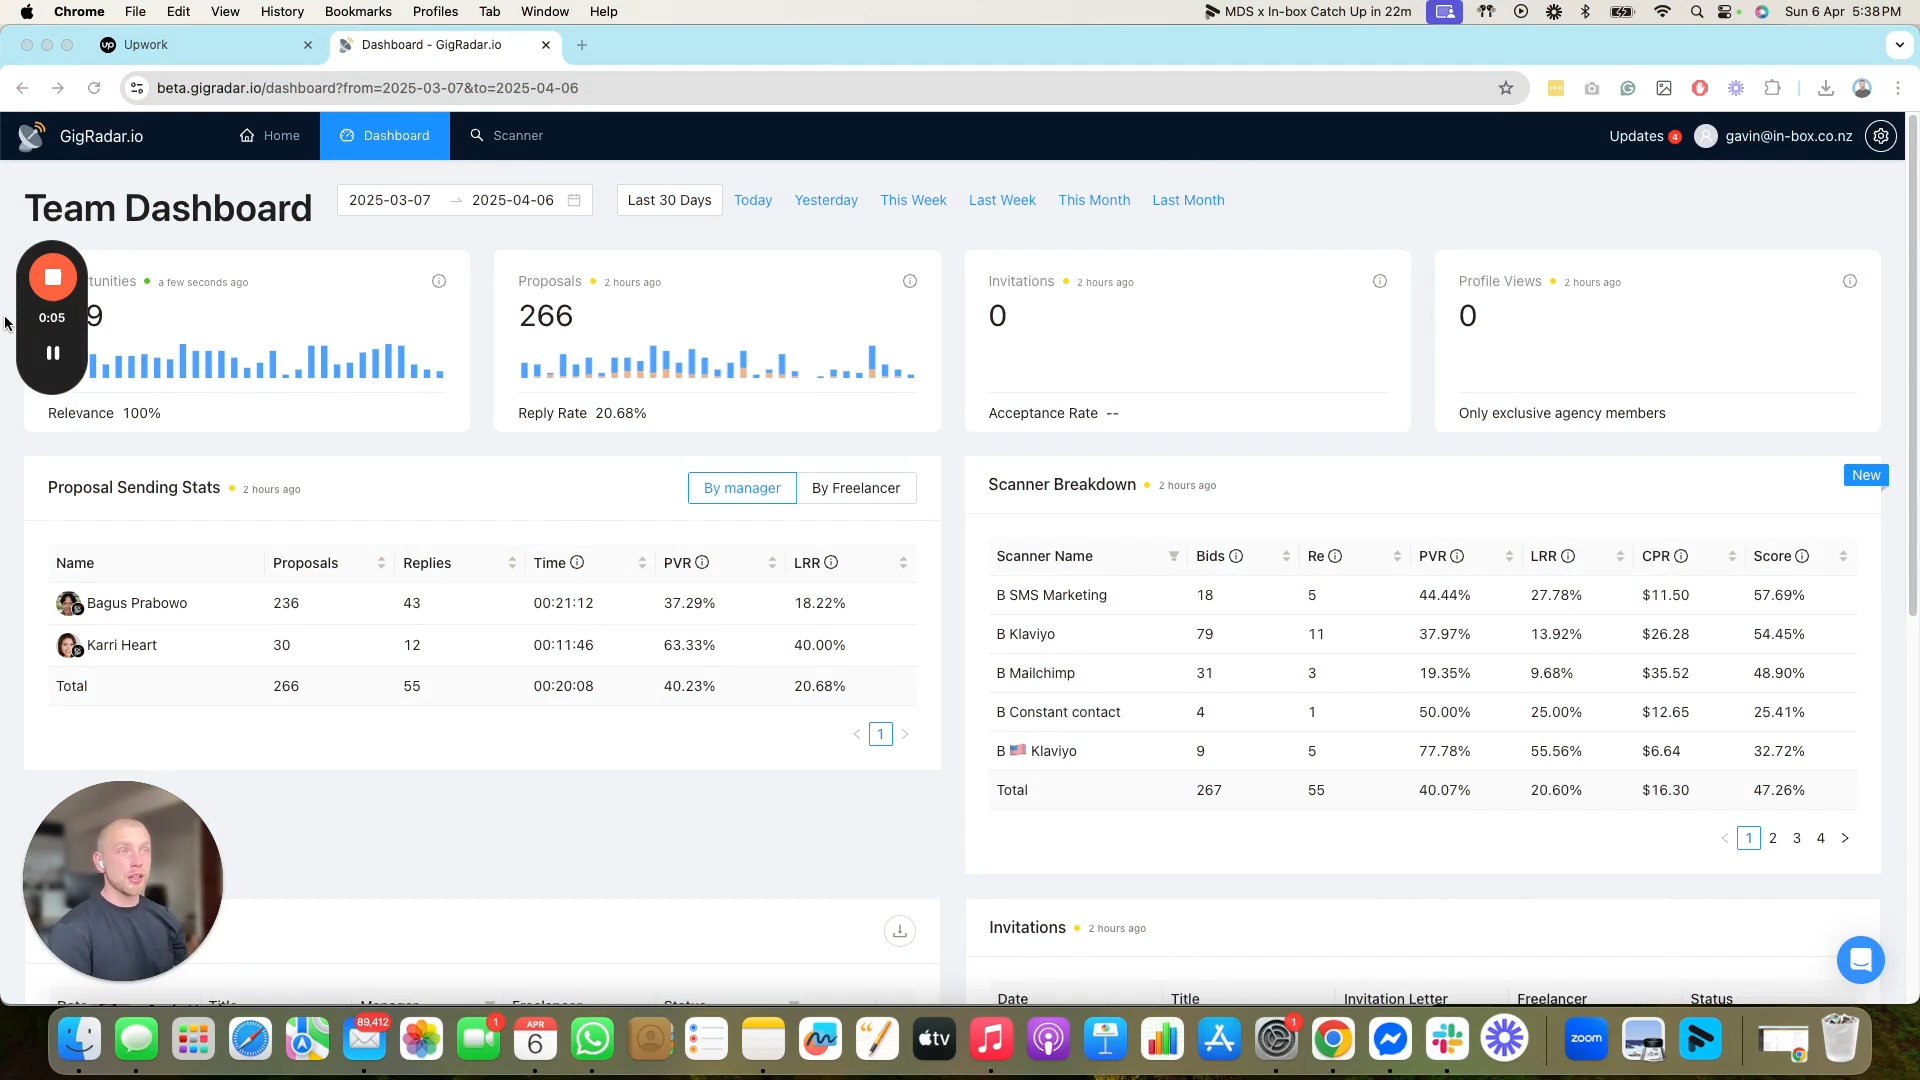 Chrome File Edit View History Bookmarks Profiles Tab Window Help MDS x In-box Catch Up in 22m Sun 6 Apr 5:38 PM
Upwork Dashboard - GigRadar.io
beta.gigradar.io/dashboard?from=2025-03-07&to=2025-04-06
GigRadar.io Home Dashboard Scanner Updates 4 gavin@in-box.co.nz
Team Dashboard 2025-03-07 → 2025-04-06 Last 30 Days Today Yesterday This Week Last Week This Month Last Month
tunities a few seconds ago Proposals 2 hours ago Invitations 2 hours ago Profile Views 2 hours ago
9 266 0 0
0:05
Relevance 100% Reply Rate 20.68% Acceptance Rate -- Only exclusive agency members
Proposal Sending Stats 2 hours ago By manager By Freelancer
Name Proposals Replies Time PVR LRR
Bagus Prabowo 236 43 00:21:12 37.29% 18.22%
Karri Heart 30 12 00:11:46 63.33% 40.00%
Total 266 55 00:20:08 40.23% 20.68%
1
Scanner Breakdown 2 hours ago New
Scanner Name Bids Re PVR LRR CPR Score
B SMS Marketing 18 5 44.44% 27.78% $11.50 57.69%
B Klaviyo 79 11 37.97% 13.92% $26.28 54.45%
B Mailchimp 31 3 19.35% 9.68% $35.52 48.90%
B Constant contact 4 1 50.00% 25.00% $12.65 25.41%
B 🇺🇸 Klaviyo 9 5 77.78% 55.56% $6.64 32.72%
Total 267 55 40.07% 20.60% $16.30 47.26%
1 2 3 4
Invitations 2 hours ago
Date Title Manager Freelancer Status
Date Title Invitation Letter Freelancer Status
89,412 1 APR 6 tv 1 zoom